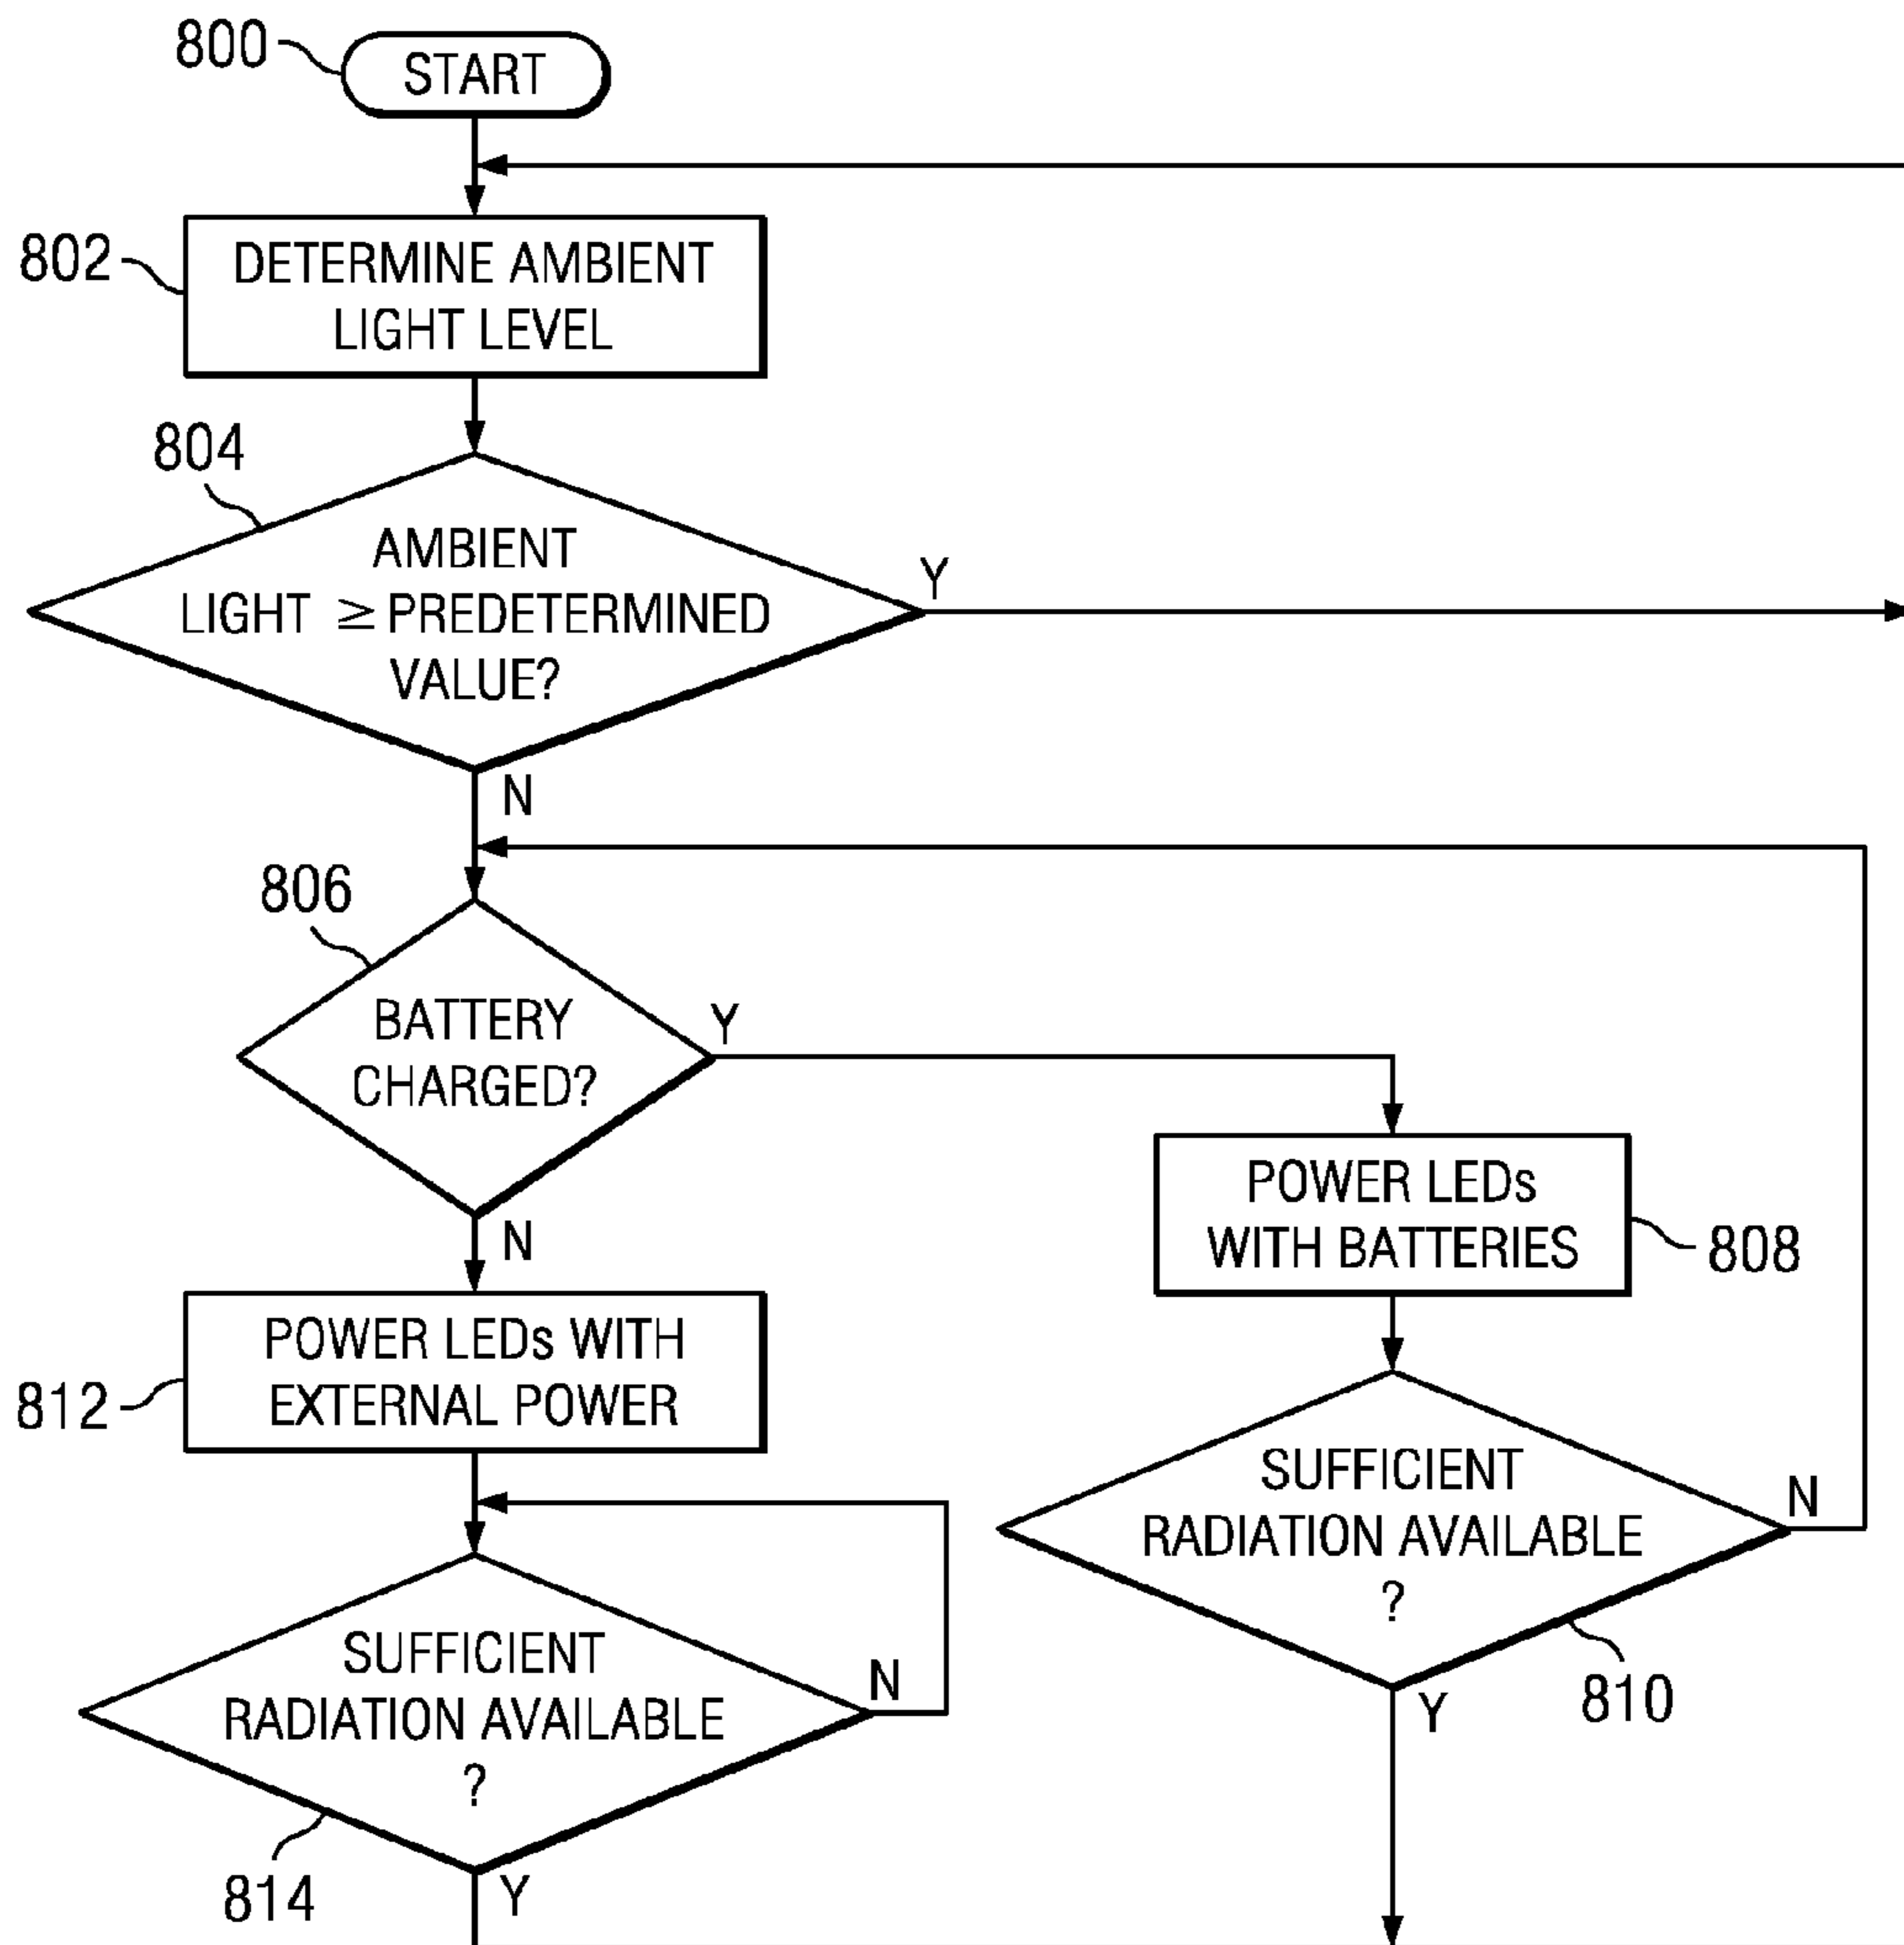 800
START
802
DETERMINE AMBIENT
LIGHT LEVEL
804
AMBIENT
LIGHT ≥ PREDETERMINED
VALUE?
Y
N
806
BATTERY
CHARGED?
Y
N
POWER LEDs
WITH BATTERIES
808
812
POWER LEDs WITH
EXTERNAL POWER
SUFFICIENT
RADIATION AVAILABLE
?
N
810
Y
SUFFICIENT
RADIATION AVAILABLE
?
N
814
Y